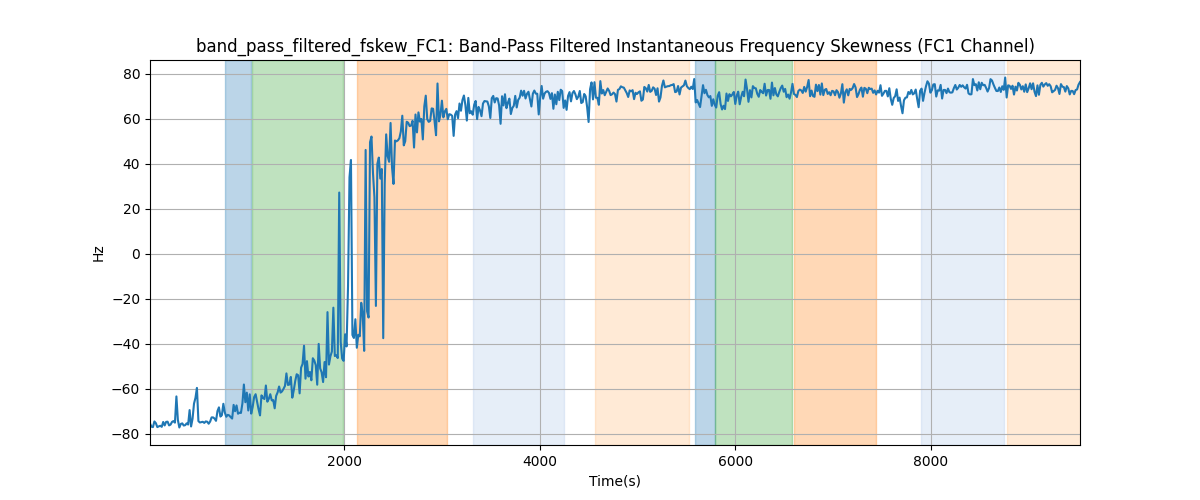 band_pass_filtered_fskew_FC1: Band-Pass Filtered Instantaneous Frequency Skewness (FC1 Channel)
80
60
40
20
0
−20
−40
−60
−80
Hz
2000 4000 6000 8000
Time(s)